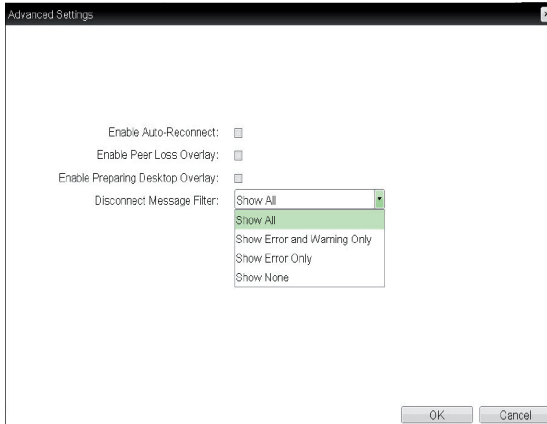 Advanced Settings
Enable Auto-Reconnect:
Enable Peer Loss Overlay:
Enable Preparing Desktop Overlay:
Disconnect Message Filter: Show All
Show All
Show Error and Warning Only
Show Error Only
Show None
OK Cancel